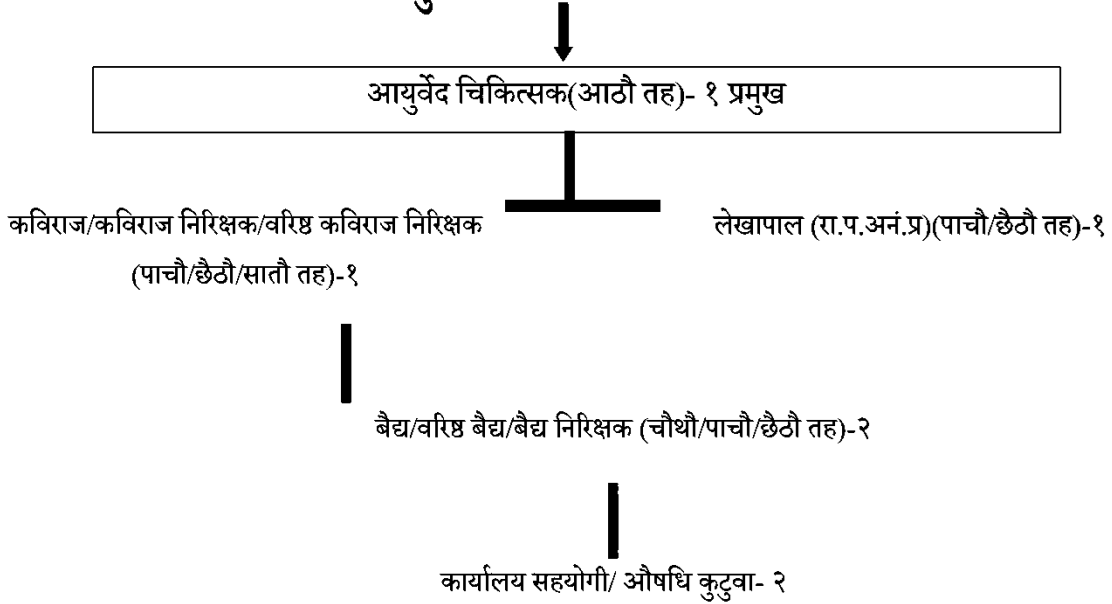 आयुर्वेद चिकित्सक(आठौ तह)- १ प्रमुख
कविराज/कविराज निरिक्षक/वरिष्ठ कविराज निरिक्षक
(पाचौ/छैठौ/सातौ तह)-१
लेखापाल (रा.प.अनं.प्र)(पाचौ/छैठौ तह)-१
बैद्य/वरिष्ठ बैद्य/बैद्य निरिक्षक (चौथौ/पाचौ/छैठौ तह)-२
कार्यालय सहयोगी/ औषधि कुटुवा- २